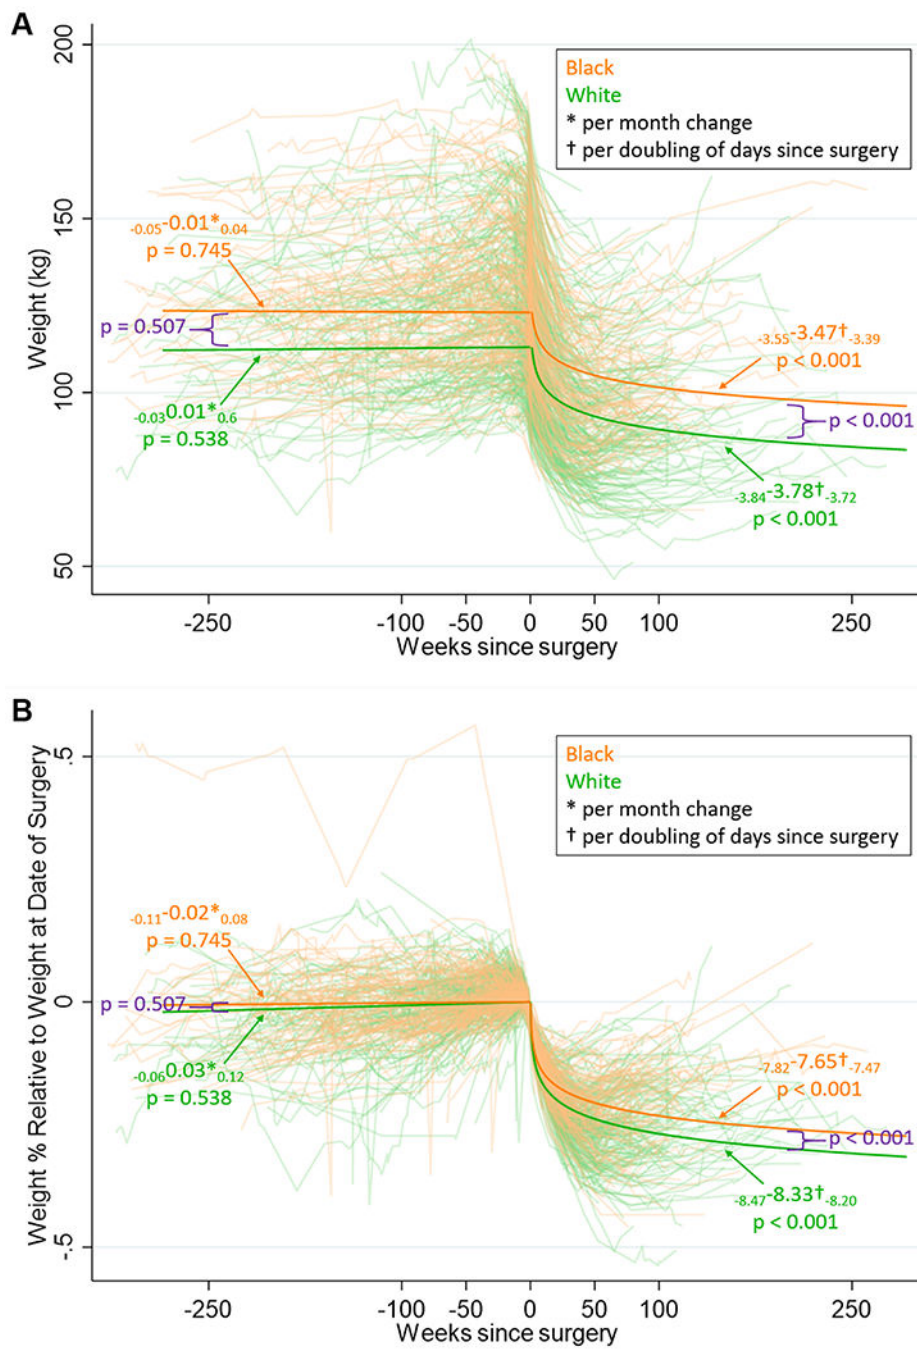 A
200
150
100
50
Weight (kg)
Black
White
* per month change
† per doubling of days since surgery
-0.05-0.01*0.04
p = 0.745
p = 0.507
-0.030.01*0.6
p = 0.538
-3.55-3.47†-3.39
p < 0.001
p < 0.001
-3.84-3.78†-3.72
p < 0.001
-250 -100 -50 0 50 100 250
Weeks since surgery
B
.5
0
-.5
Weight % Relative to Weight at Date of Surgery
Black
White
* per month change
† per doubling of days since surgery
-0.11-0.02*0.08
p = 0.745
p = 0.507
-0.060.03*0.12
p = 0.538
-7.82-7.65†-7.47
p < 0.001
p < 0.001
-8.47-8.33†-8.20
p < 0.001
-250 -100 -50 0 50 100 250
Weeks since surgery